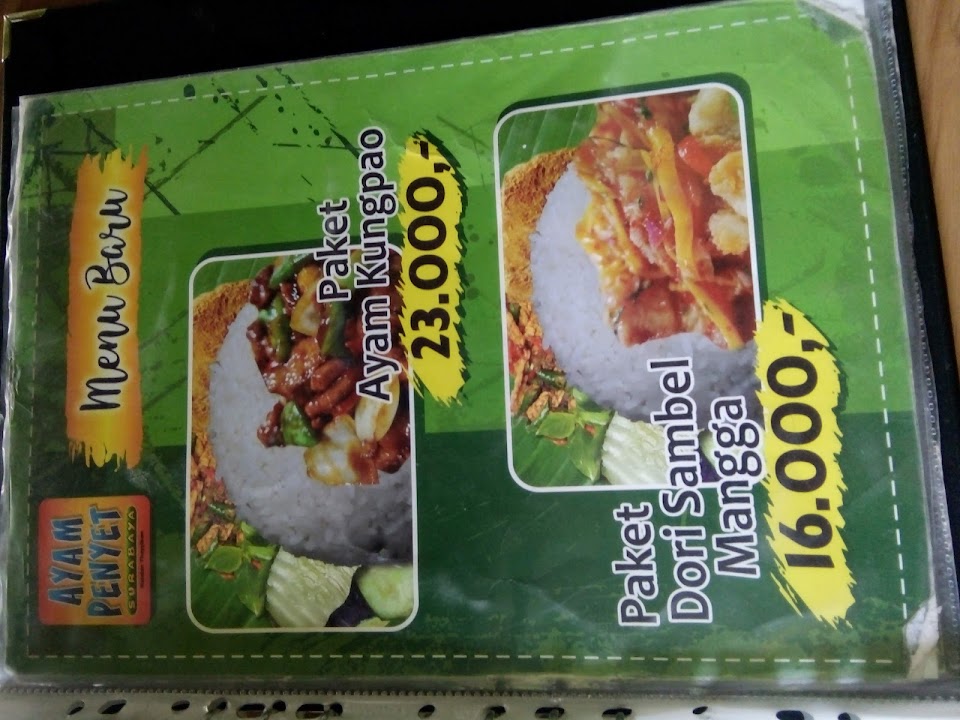 AYAM
PENYET
SURABAYA
Menu Baru
Paket
Ayam Kungpao
23.000,-
Paket
Dori Sambel
Mangga
16.000,-